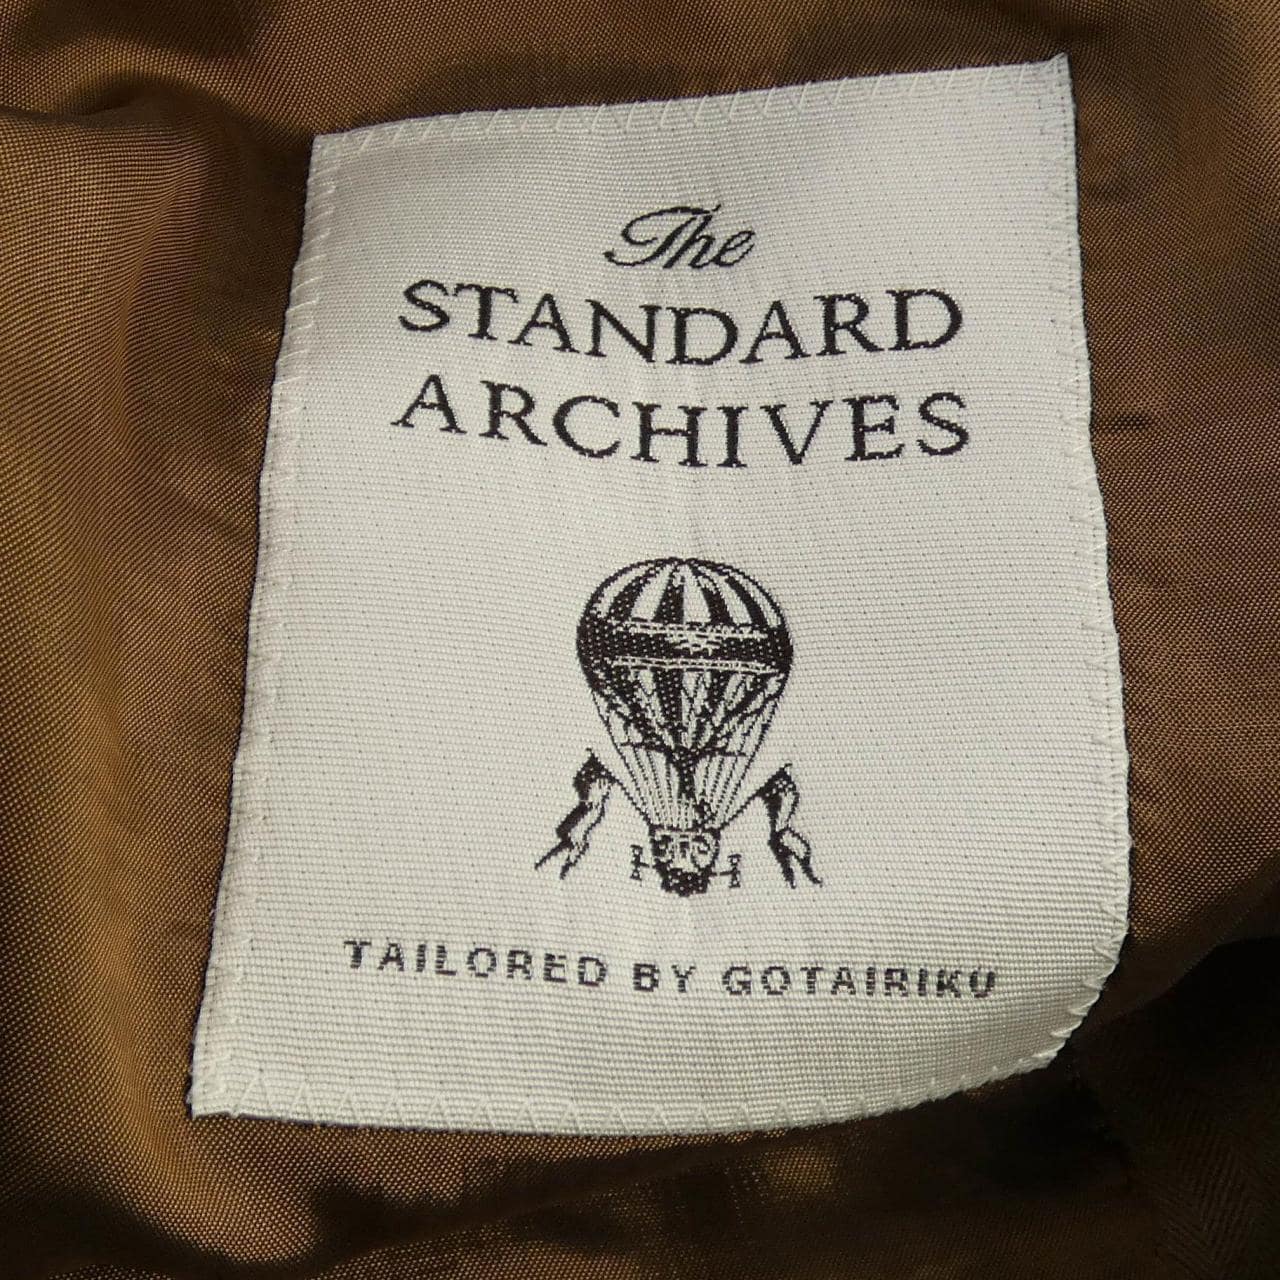 The
STANDARD
ARCHIVES
TAILORED BY GOTAIRIKU